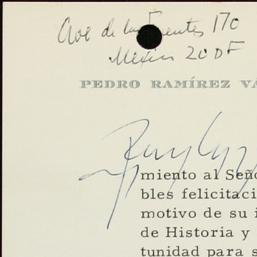 Ave de las Fuentes 170
México 20 DF
PEDRO RAMÍREZ VA
miento al Seño
bles felicitaci
motivo de su i
de Historia y
tunidad para s